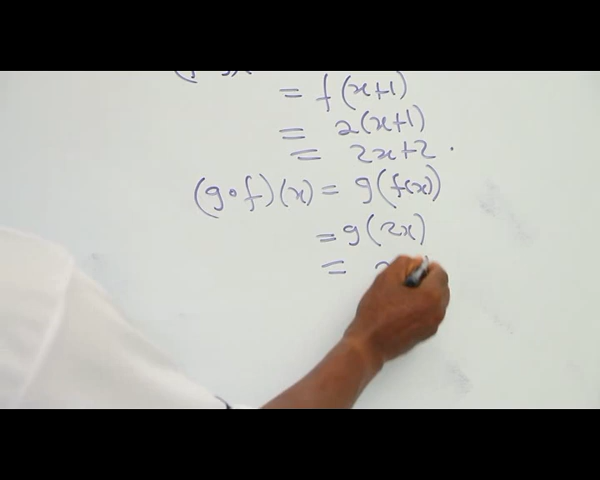 = f(x+1)
= 2(x+1)
= 2x+2.
(g∘f)(x) = g(f(x))
= g(2x)
=